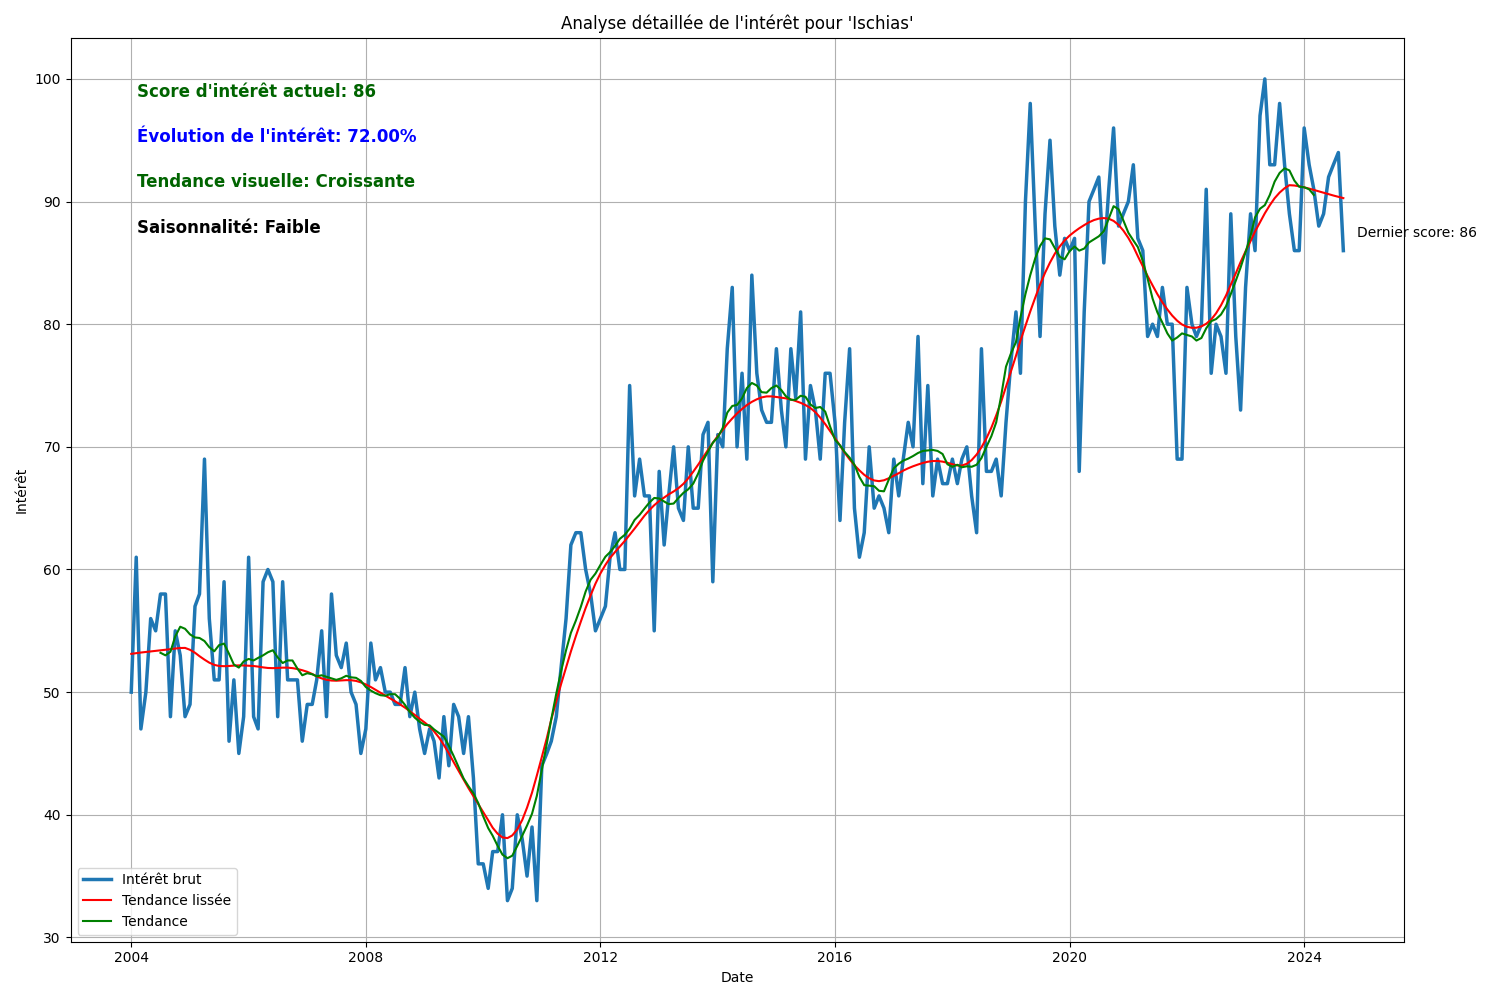 Analyse détaillée de l'intérêt pour 'Ischias'
Score d'intérêt actuel: 86
Évolution de l'intérêt: 72.00%
Tendance visuelle: Croissante
Saisonnalité: Faible
Dernier score: 86
100
90
80
70
60
50
40
30
Intérêt
Intérêt brut
Tendance lissée
Tendance
2004
2008
2012
2016
2020
2024
Date